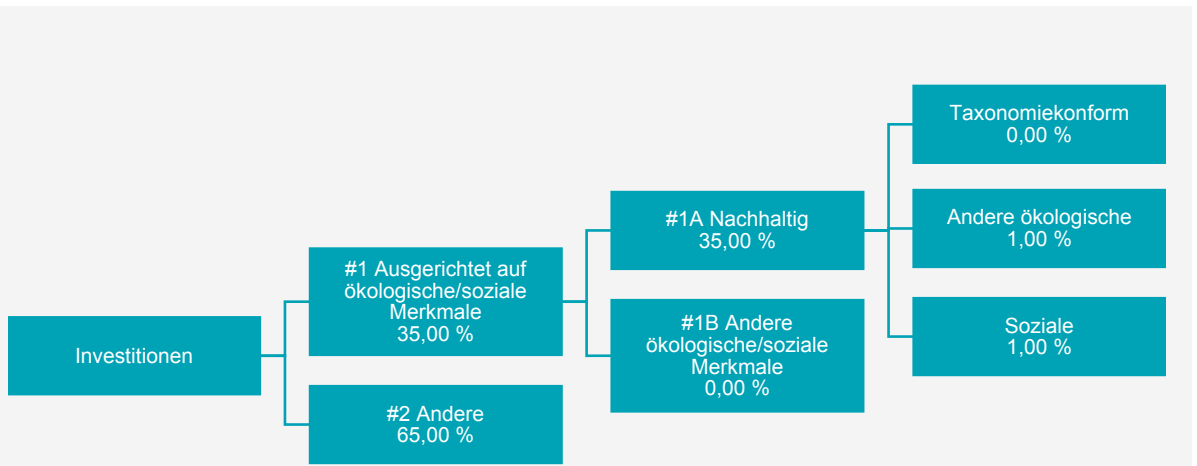 Investitionen
#1 Ausgerichtet auf
ökologische/soziale
Merkmale
35,00 %
#2 Andere
65,00 %
#1A Nachhaltig
35,00 %
#1B Andere
ökologische/soziale
Merkmale
0,00 %
Taxonomiekonform
0,00 %
Andere ökologische
1,00 %
Soziale
1,00 %